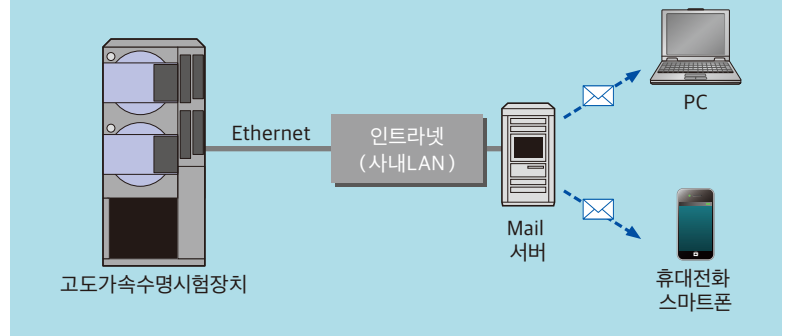 고도가속수명시험장치
Ethernet
인트라넷
(사내LAN)
Mail
서버
PC
휴대전화
스마트폰